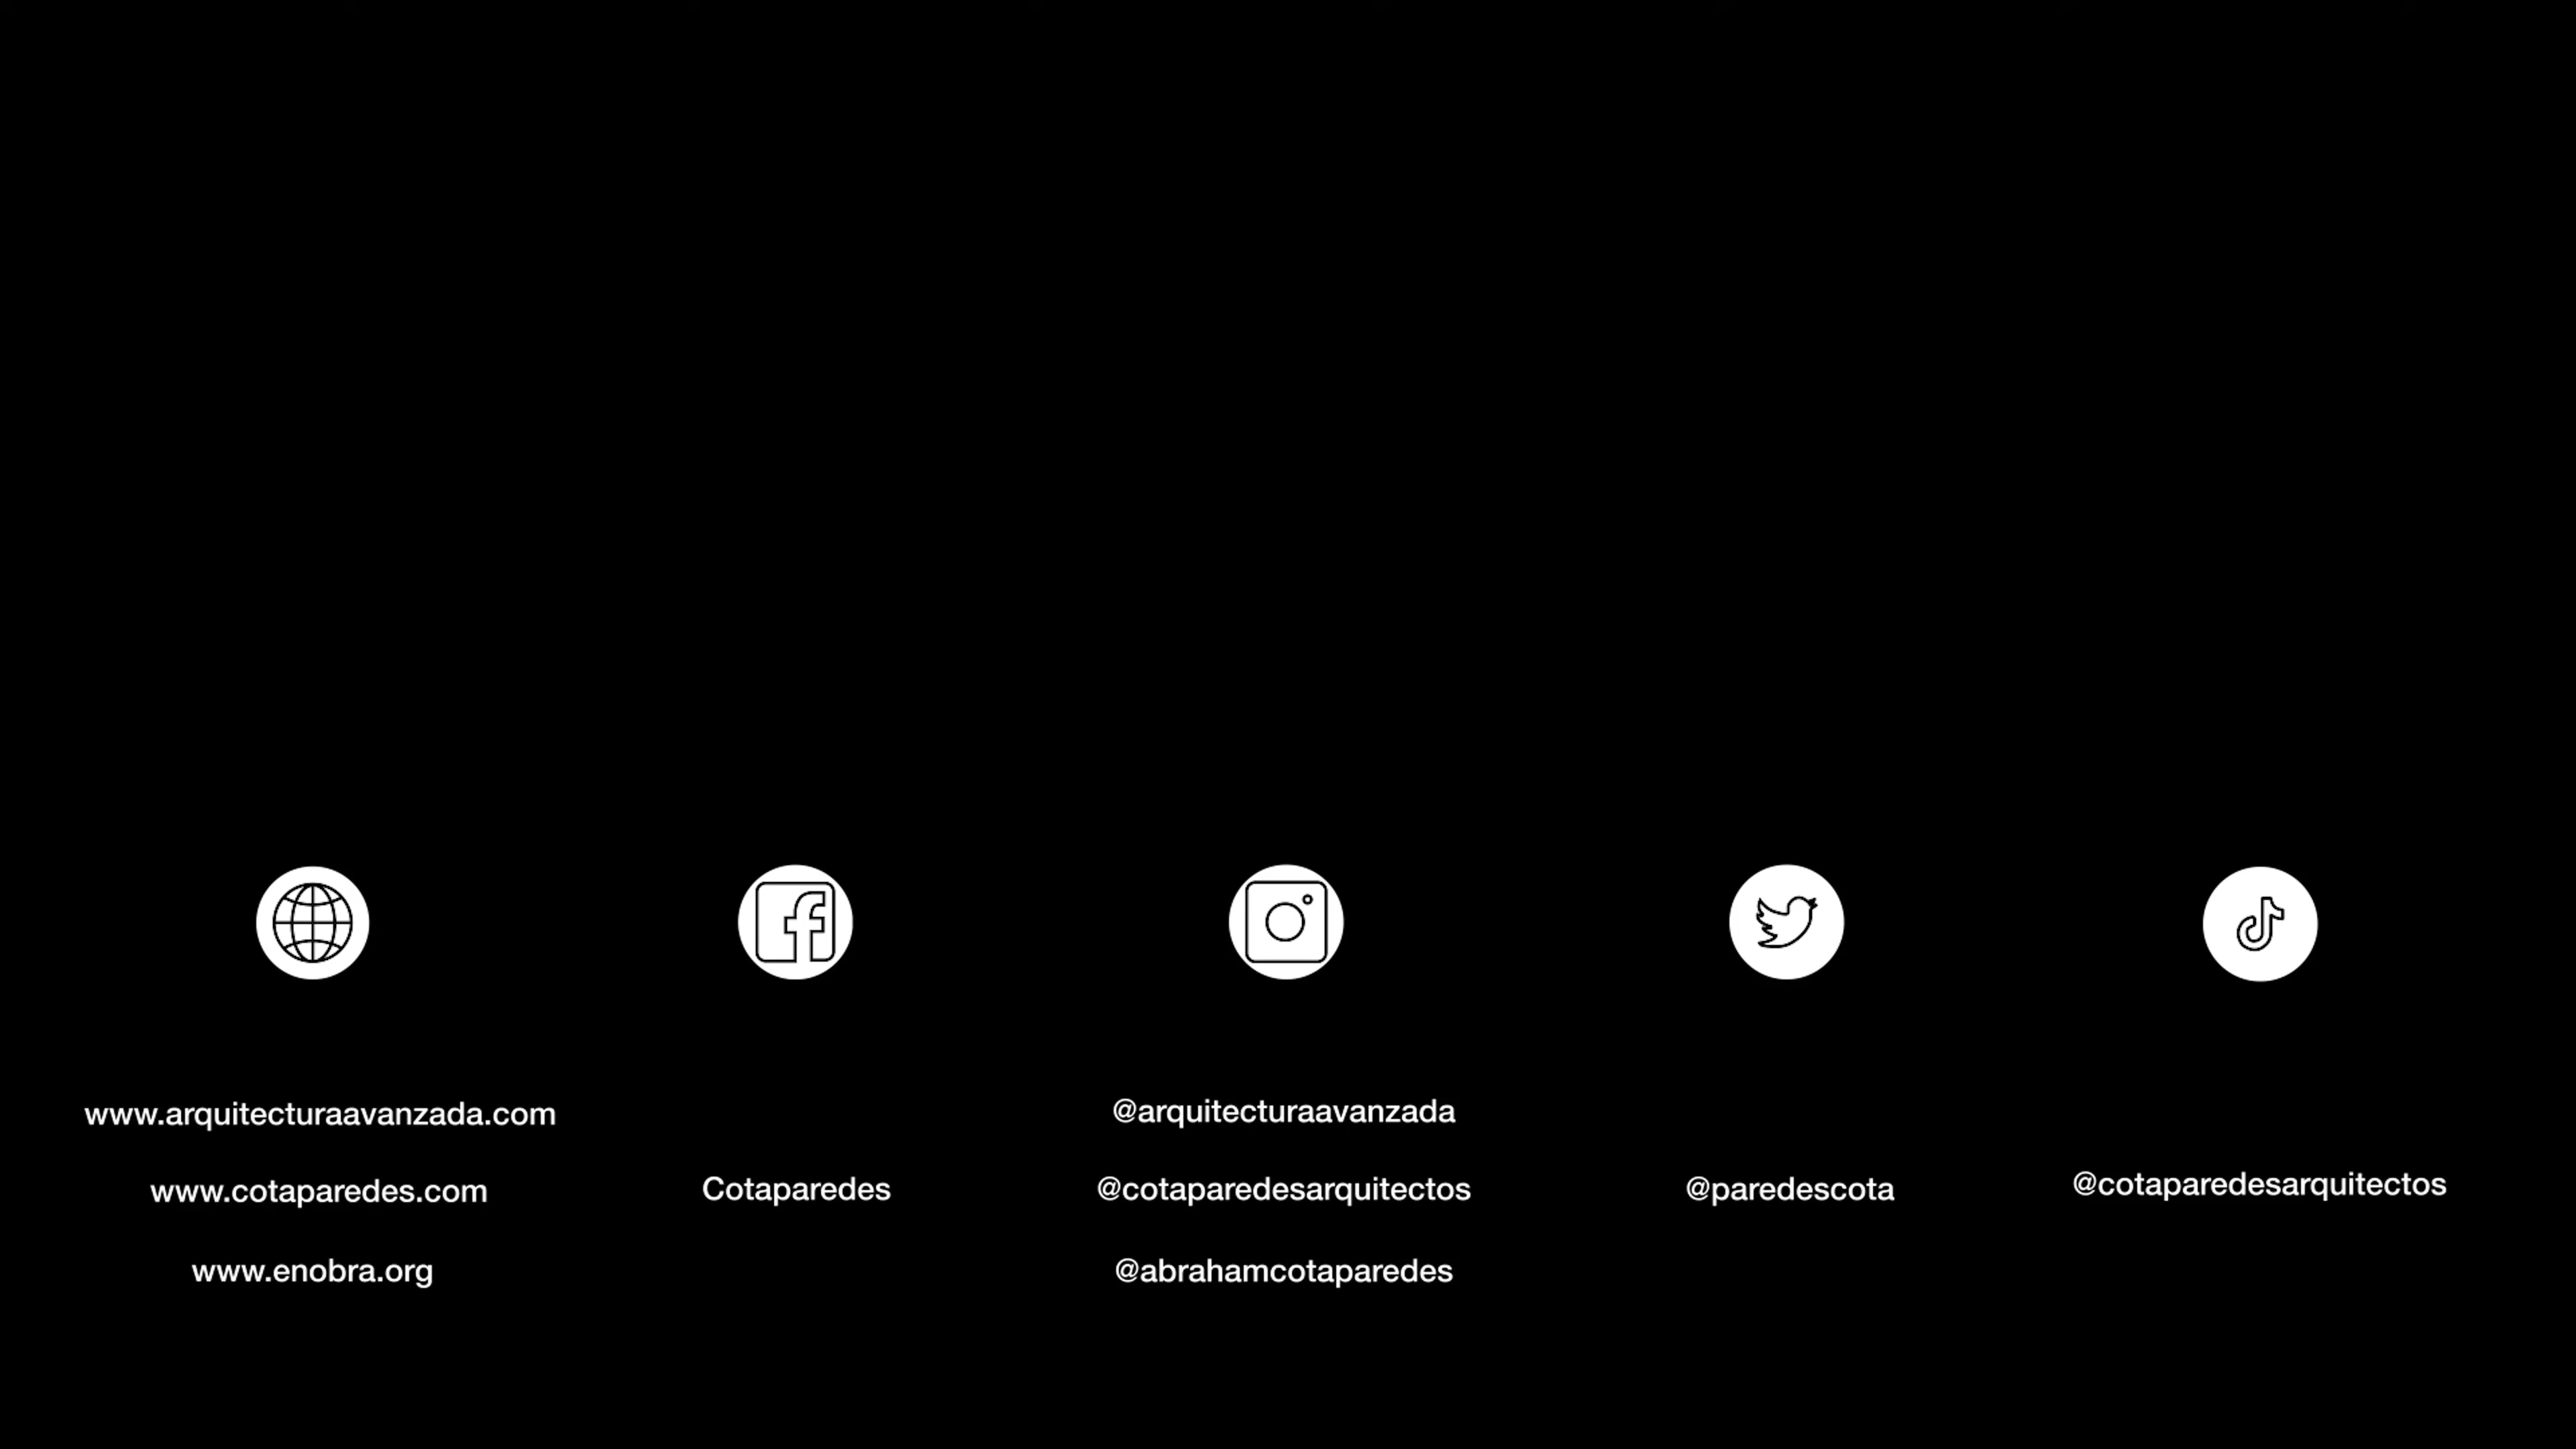 www.arquitecturaavanzada.com
www.cotaparedes.com
www.enobra.org
Cotaparedes
@arquitecturaavanzada
@cotaparedesarquitectos
@abrahamcotaparedes
@paredescota
@cotaparedesarquitectos